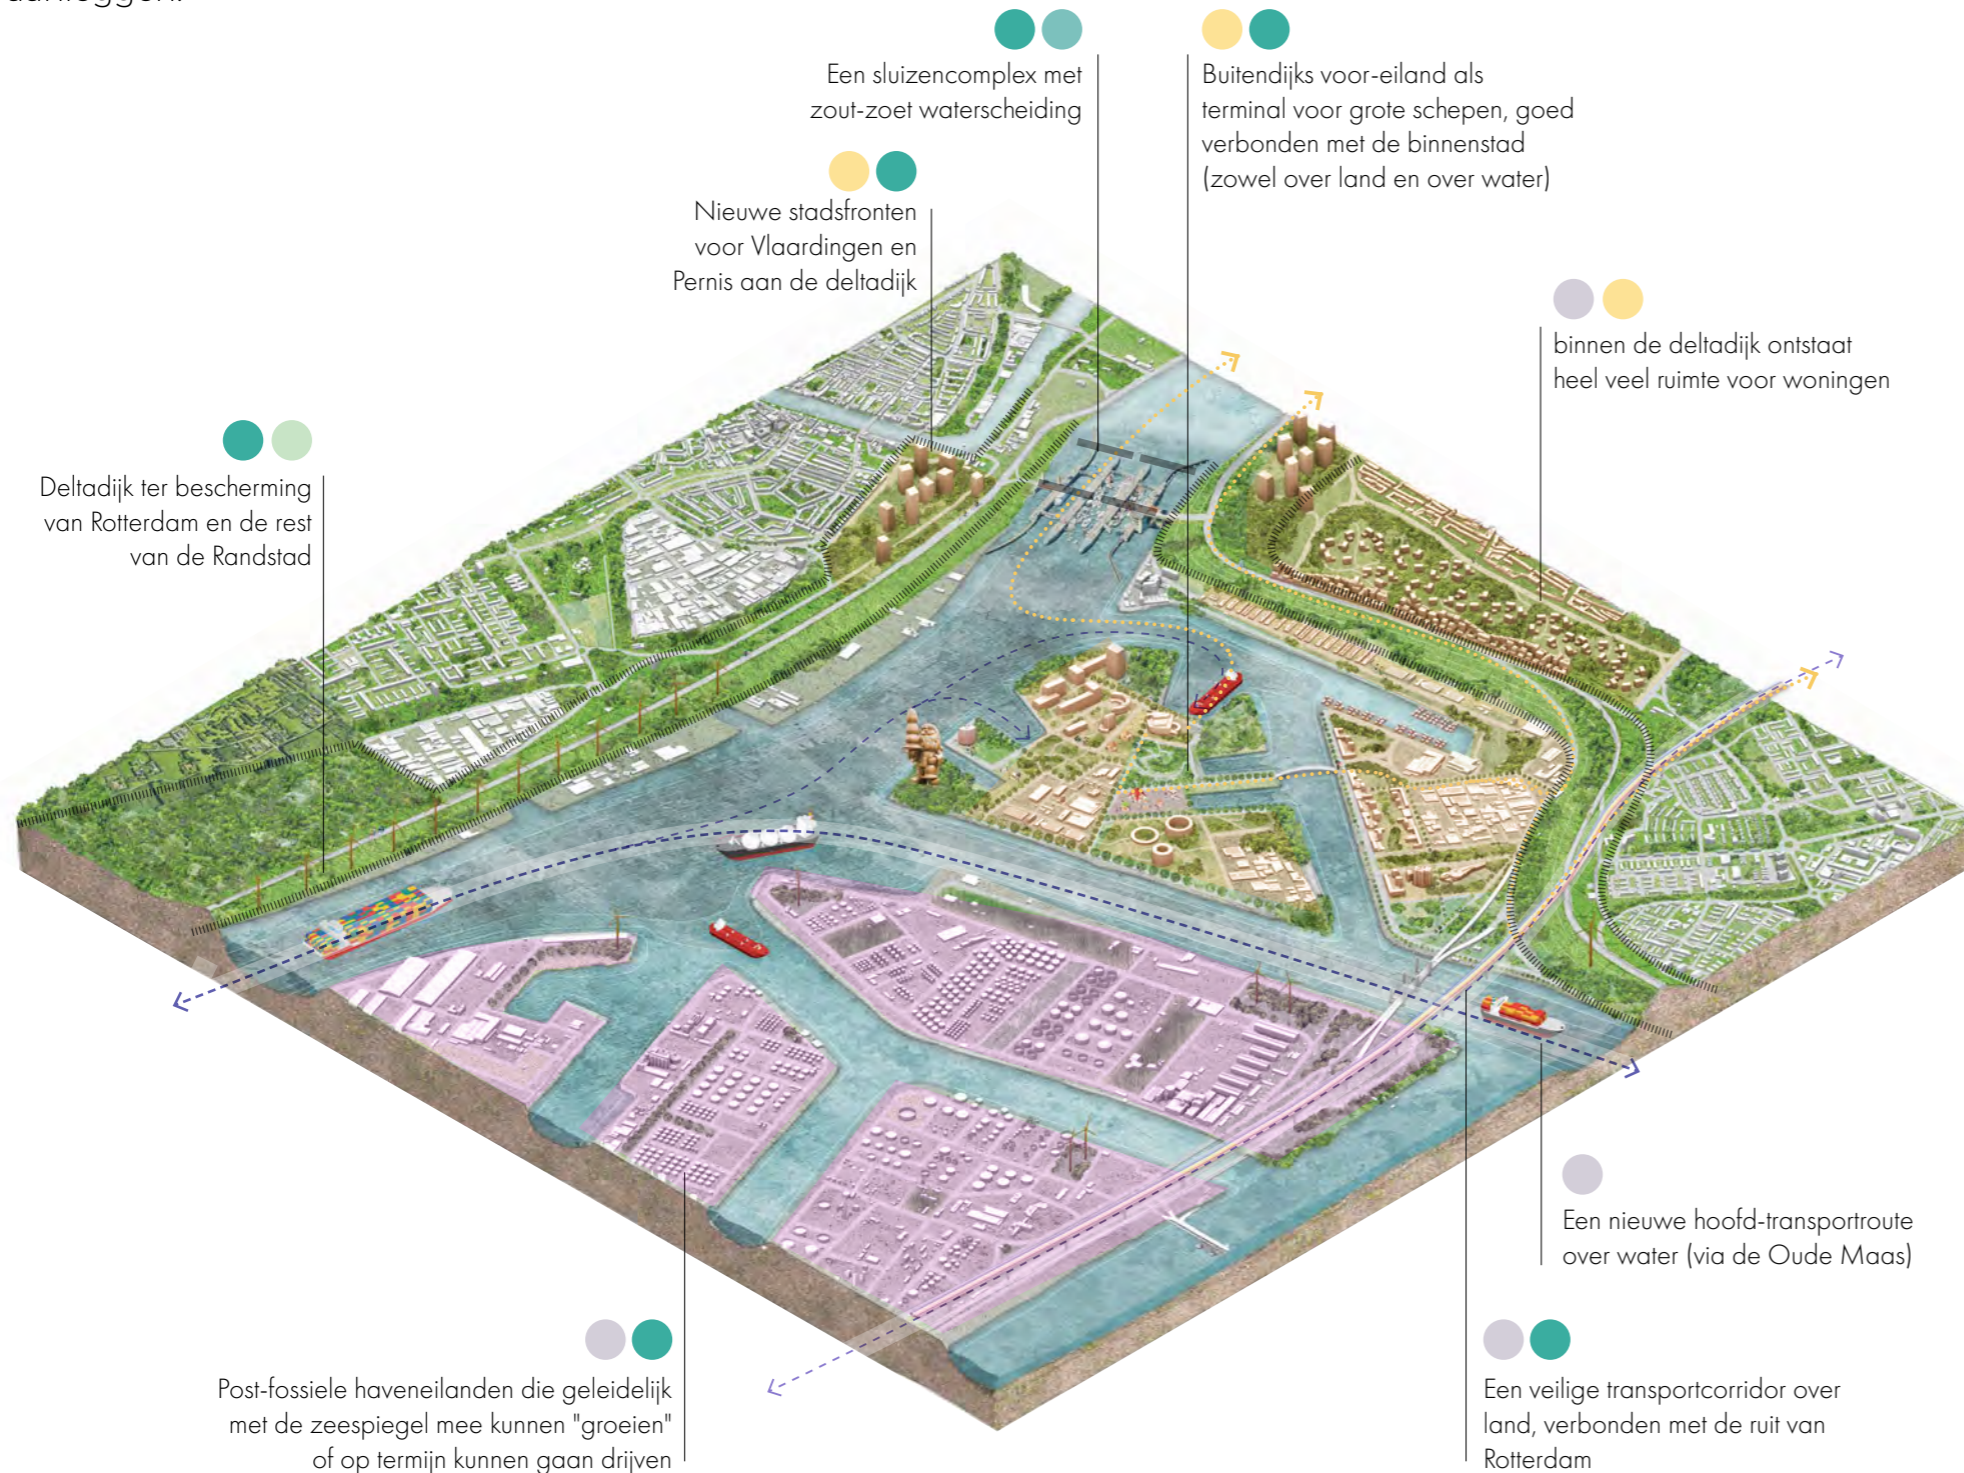 aanleggen.
Een sluizencomplex met
zout-zoet waterscheiding
Buitendijks voor-eiland als
terminal voor grote schepen, goed
verbonden met de binnenstad
(zowel over land en over water)
Nieuwe stadsfronten
voor Vlaardingen en
Pernis aan de deltadijk
binnen de deltadijk ontstaat
heel veel ruimte voor woningen
Deltadijk ter bescherming
van Rotterdam en de rest
van de Randstad
Een nieuwe hoofd-transportroute
over water (via de Oude Maas)
Post-fossiele haveneilanden die geleidelijk
met de zeespiegel mee kunnen "groeien"
of op termijn kunnen gaan drijven
Een veilige transportcorridor over
land, verbonden met de ruit van
Rotterdam